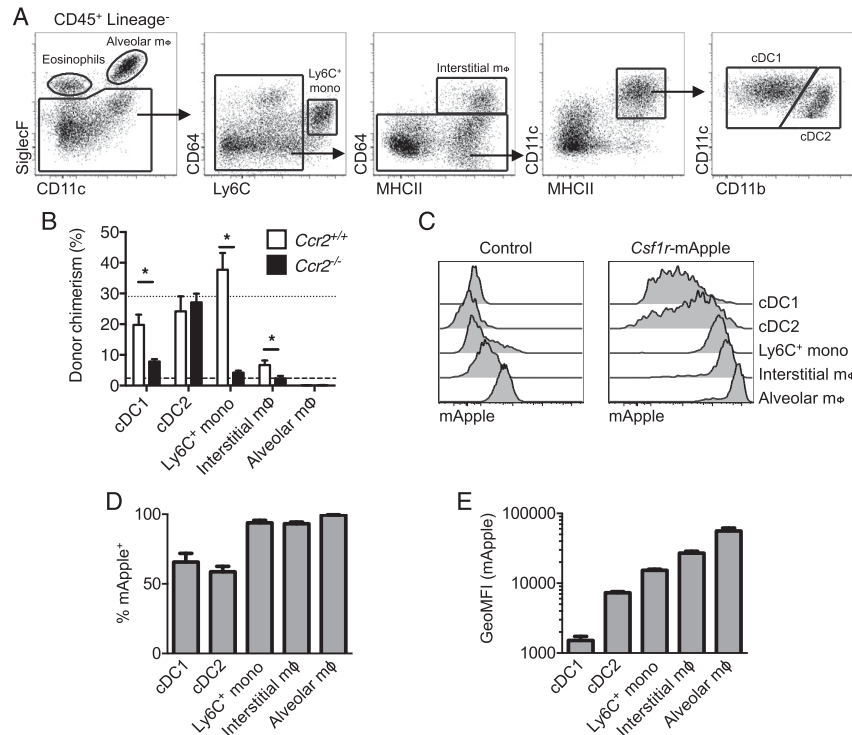 A
CD45+ Lineage-
Eosinophils
Alveolar mΦ
SiglecF
CD11c
Ly6C+
mono
CD64
Ly6C
Interstitial mΦ
CD64
MHCII
CD11c
MHCII
cDC1
cDC2
CD11c
CD11b
B
Donor chimerism (%)
50
40
30
20
10
0
*
*
*
Ccr2+/+
Ccr2-/-
cDC1
cDC2
Ly6C+ mono
Interstitial mΦ
Alveolar mΦ
C
Control
Csf1r-mApple
cDC1
cDC2
Ly6C+ mono
Interstitial mΦ
Alveolar mΦ
mApple
mApple
D
% mApple+
100
50
0
cDC1
cDC2
Ly6C+ mono
Interstitial mϕ
Alveolar mϕ
E
GeoMFI (mApple)
100000
10000
1000
cDC1
cDC2
Ly6C+ mono
Interstitial mϕ
Alveolar mϕ